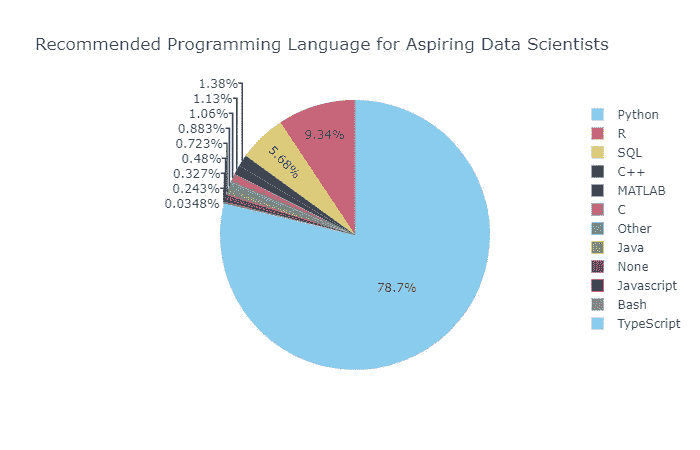 Recommended Programming Language for Aspiring Data Scientists
1.38%
1.13%
1.06%
0.883%
0.723%
0.48%
0.327%
0.243%
0.0348%
9.34%
5.68%
78.7%
Python
R
SQL
C++
MATLAB
C
Other
Java
None
Javascript
Bash
TypeScript